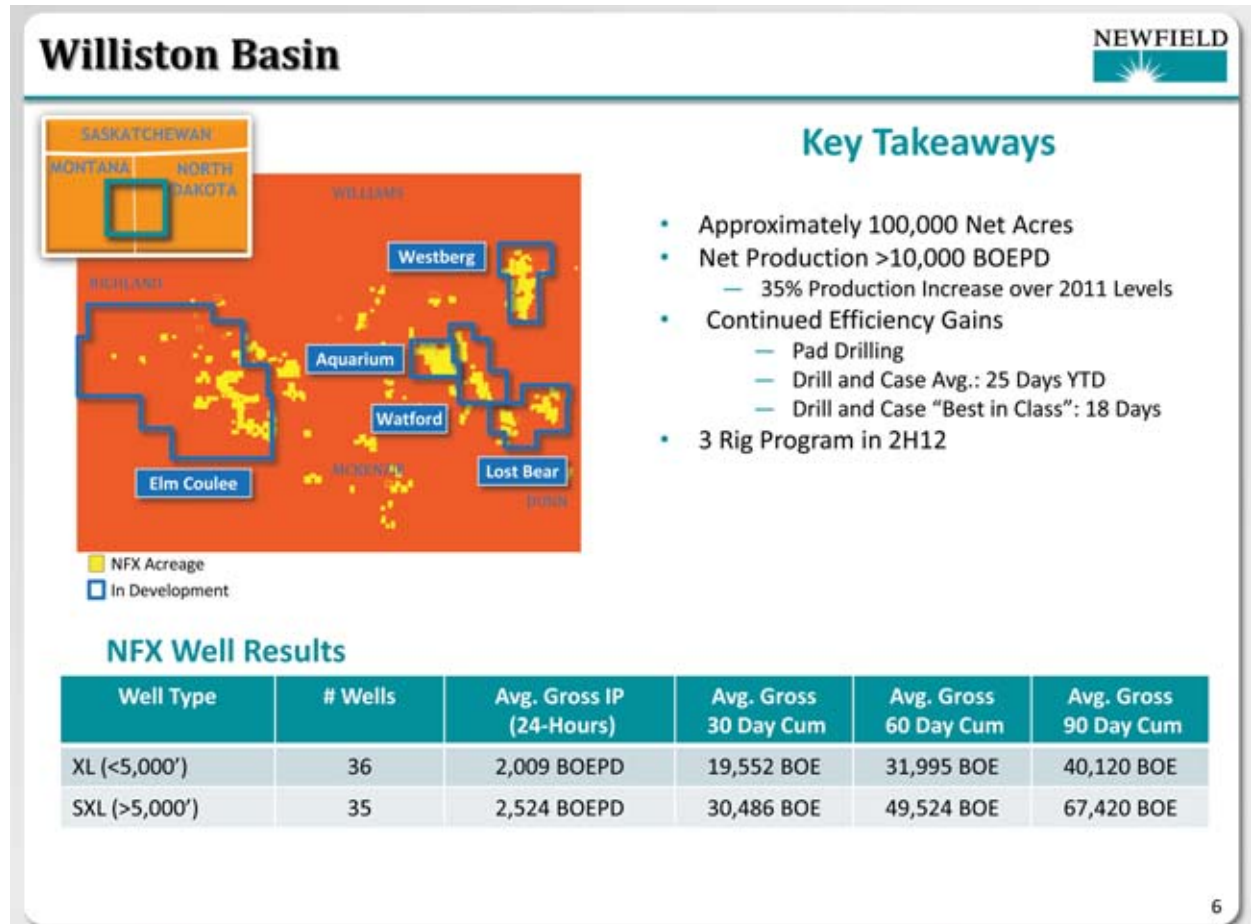 Williston Basin
NEWFIELD
SASKATCHEWAN
MONTANA
NORTH
DAKOTA
WILLIAMS
Westberg
RICHLAND
Aquarium
Watford
MCKENZIE
Lost Bear
Elm Coulee
DUNN
NFX Acreage
In Development
Key Takeaways
• Approximately 100,000 Net Acres
• Net Production >10,000 BOEPD
— 35% Production Increase over 2011 Levels
• Continued Efficiency Gains
— Pad Drilling
— Drill and Case Avg.: 25 Days YTD
— Drill and Case “Best in Class”: 18 Days
• 3 Rig Program in 2H12
NFX Well Results
Well Type # Wells Avg. Gross IP Avg. Gross Avg. Gross Avg. Gross
(24-Hours) 30 Day Cum 60 Day Cum 90 Day Cum
XL (<5,000’) 36 2,009 BOEPD 19,552 BOE 31,995 BOE 40,120 BOE
SXL (>5,000’) 35 2,524 BOEPD 30,486 BOE 49,524 BOE 67,420 BOE
6